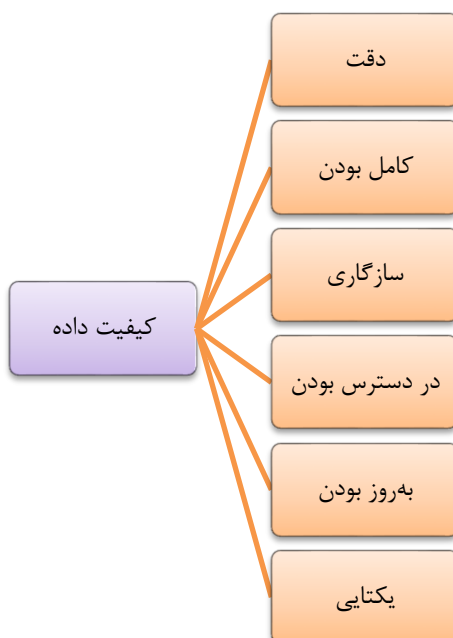 دقت
کامل بودن
سازگاری
کیفیت داده
در دسترس بودن
به‌روز بودن
یکتایی